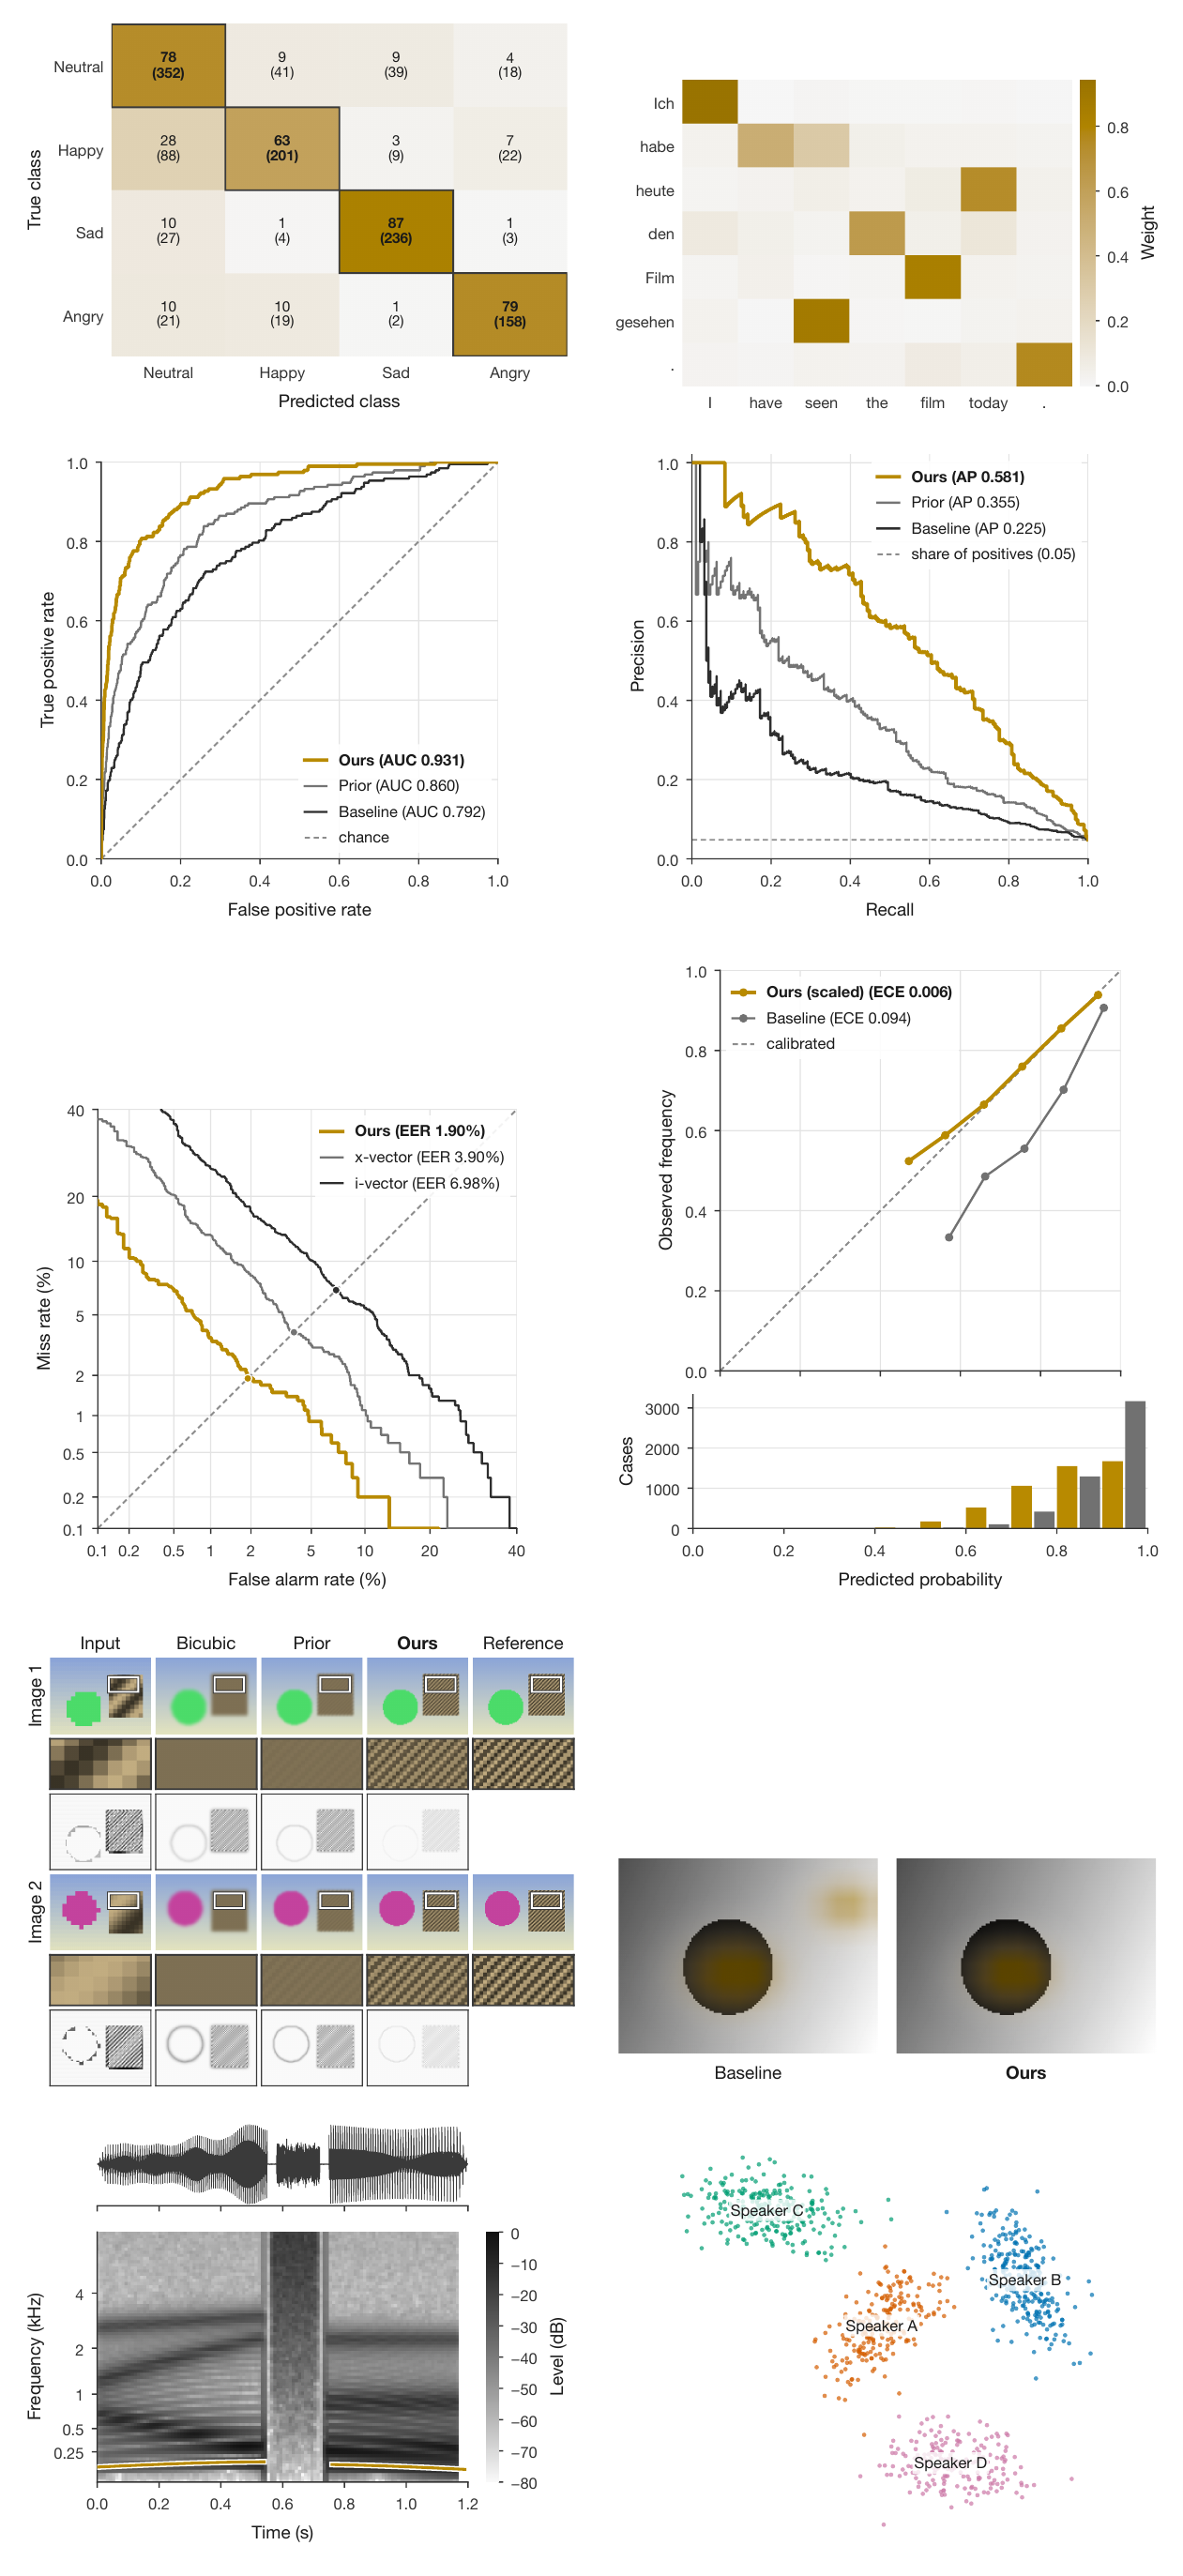 Neutral
78
(352)
9
(41)
9
(39)
4
(18)
Happy
28
(88)
63
(201)
3
(9)
7
(22)
Sad
10
(27)
1
(4)
87
(236)
1
(3)
Angry
10
(21)
10
(19)
1
(2)
79
(158)
Neutral Happy Sad Angry
Predicted class
True class
Ich
habe
heute
den
Film
gesehen
.
I have seen the film today .
0.8
0.6
0.4
0.2
0.0
Weight
1.0
0.8
0.6
0.4
0.2
0.0
0.0 0.2 0.4 0.6 0.8 1.0
False positive rate
True positive rate
Ours (AUC 0.931)
Prior (AUC 0.860)
Baseline (AUC 0.792)
chance
1.0
0.8
0.6
0.4
0.2
0.0
0.0 0.2 0.4 0.6 0.8 1.0
Recall
Precision
Ours (AP 0.581)
Prior (AP 0.355)
Baseline (AP 0.225)
share of positives (0.05)
40
20
10
5
2
1
0.5
0.2
0.1
0.1 0.2 0.5 1 2 5 10 20 40
False alarm rate (%)
Miss rate (%)
Ours (EER 1.90%)
x-vector (EER 3.90%)
i-vector (EER 6.98%)
1.0
0.8
0.6
0.4
0.2
0.0
Observed frequency
Ours (scaled) (ECE 0.006)
Baseline (ECE 0.094)
calibrated
3000
2000
1000
0
Cases
0.0 0.2 0.4 0.6 0.8 1.0
Predicted probability
Input Bicubic Prior Ours Reference
Image 1
Image 2
Baseline
Ours
4
2
1
0.5
0.25
Frequency (kHz)
0.0 0.2 0.4 0.6 0.8 1.0 1.2
Time (s)
0
−10
−20
−30
−40
−50
−60
−70
−80
Level (dB)
Speaker C
Speaker B
Speaker A
Speaker D